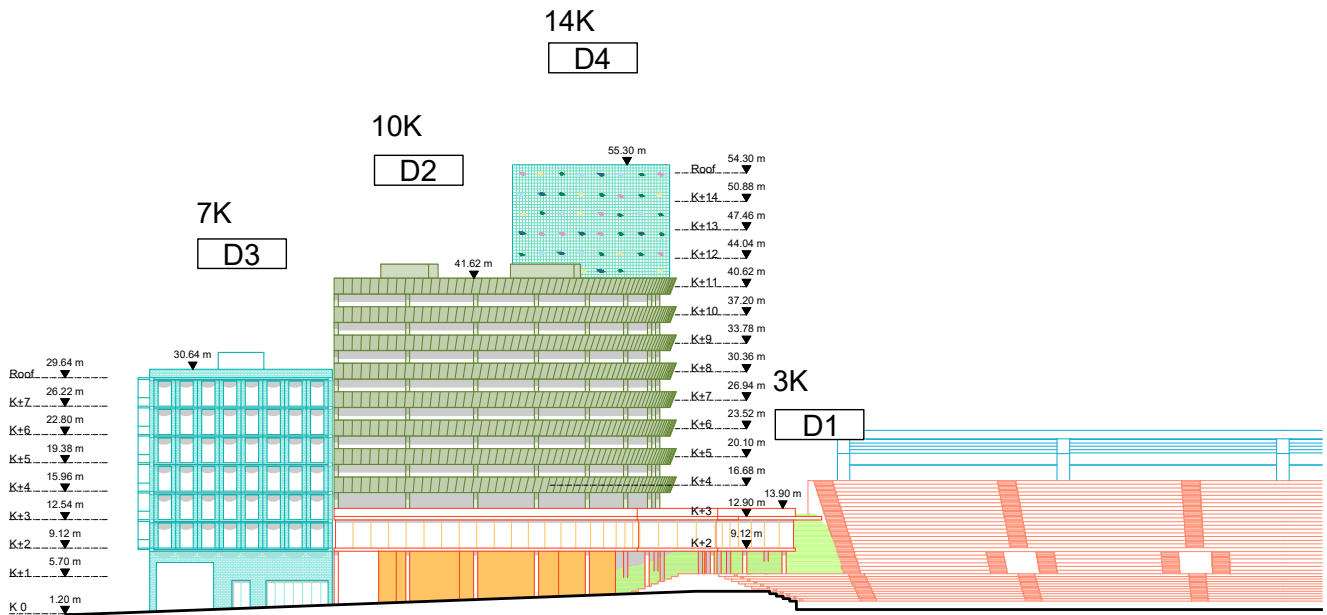 14K
D4
10K
D2
7K
D3
3K
D1
55.30 m
41.62 m
30.64 m
13.90 m
Roof 29.64 m
K+7 26.22 m
K+6 22.80 m
K+5 19.38 m
K+4 15.96 m
K+3 12.54 m
K+2 9.12 m
K+1 5.70 m
K 0 1.20 m
Roof 54.30 m
K+14 50.88 m
K+13 47.46 m
K+12 44.04 m
K+11 40.62 m
K+10 37.20 m
K+9 33.78 m
K+8 30.36 m
K+7 26.94 m
K+6 23.52 m
K+5 20.10 m
K+4 16.68 m
K+3 12.90 m
K+2 9.12 m